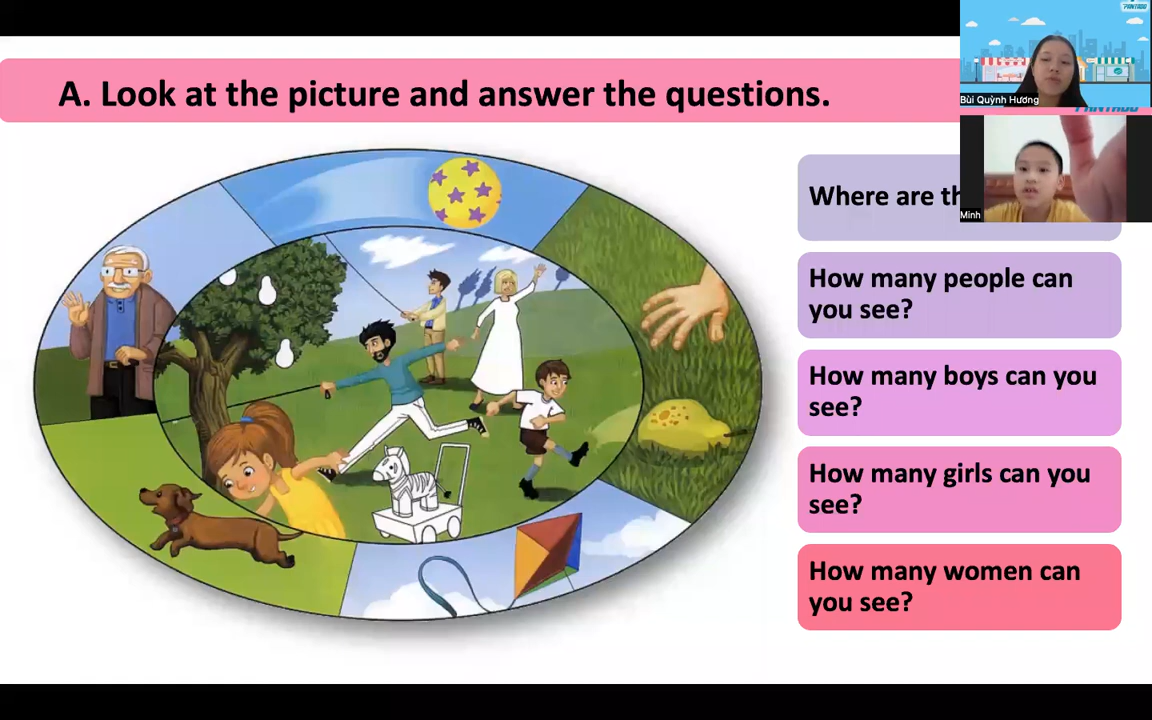 A. Look at the picture and answer the questions.
PANTADO
Bùi Quỳnh Hương
PANTADO
Minh
Where are th
How many people can
you see?
How many boys can you
see?
How many girls can you
see?
How many women can
you see?